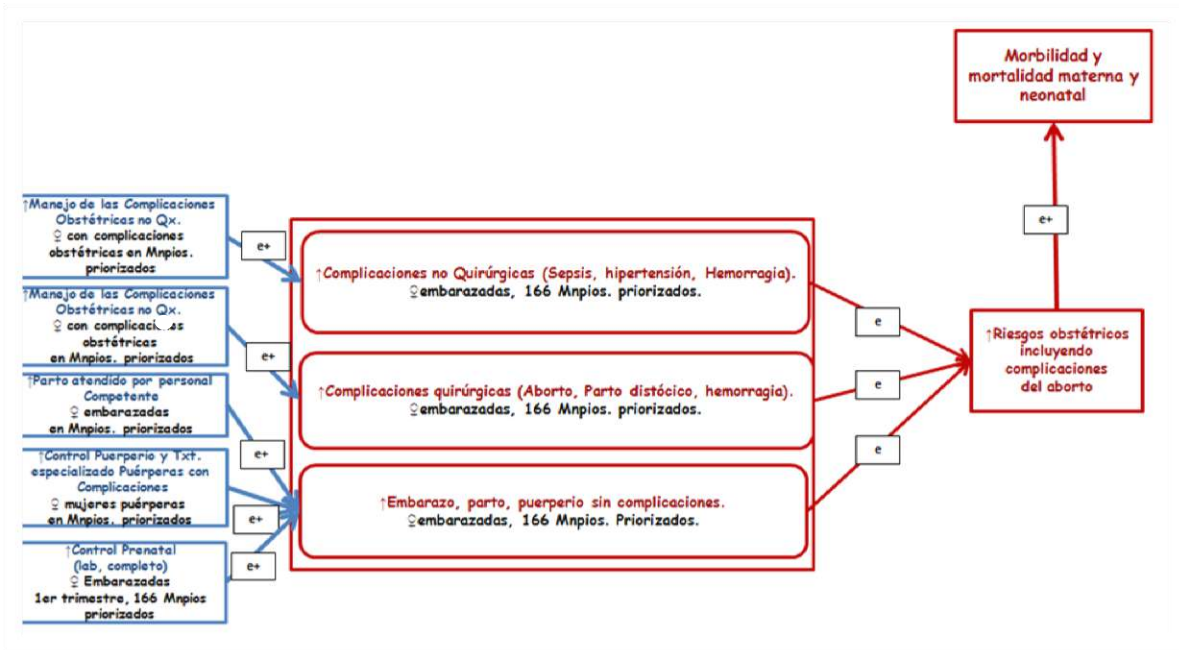 Morbilidad y
mortalidad materna y
neonatal
e+
↑Manejo de las Complicaciones
Obstétricas no Qx.
♀ con complicaciones
obstétricas en Mnpios.
priorizados
e+
↑Manejo de las Complicaciones
Obstétricas no Qx.
♀ con
obstétricas
en Mnpios. priorizados
e+
↑Parto atendido por personal
Competente
♀ embarazadas
en Mnpios. priorizados
e+
↑Control Puerperio y Txt.
especializado Puérperas con
Complicaciones
♀ mujeres puérperas
en Mnpios. priorizados
e+
↑Control Prenatal
(lab, completo)
♀ Embarazadas
1er trimestre, 166 Mnpios
priorizados
e+
↑Complicaciones no Quirúrgicas (Sepsis, hipertensión, Hemorragia).
♀embarazadas, 166 Mnpios. priorizados.
e
↑Complicaciones quirúrgicas (Aborto, Parto distócico, hemorragia).
♀embarazadas, 166 Mnpios. priorizados.
e
↑Embarazo, parto, puerperio sin complicaciones.
♀embarazadas, 166 Mnpios. Priorizados.
e
↑Riesgos obstétricos
incluyendo
complicaciones
del aborto